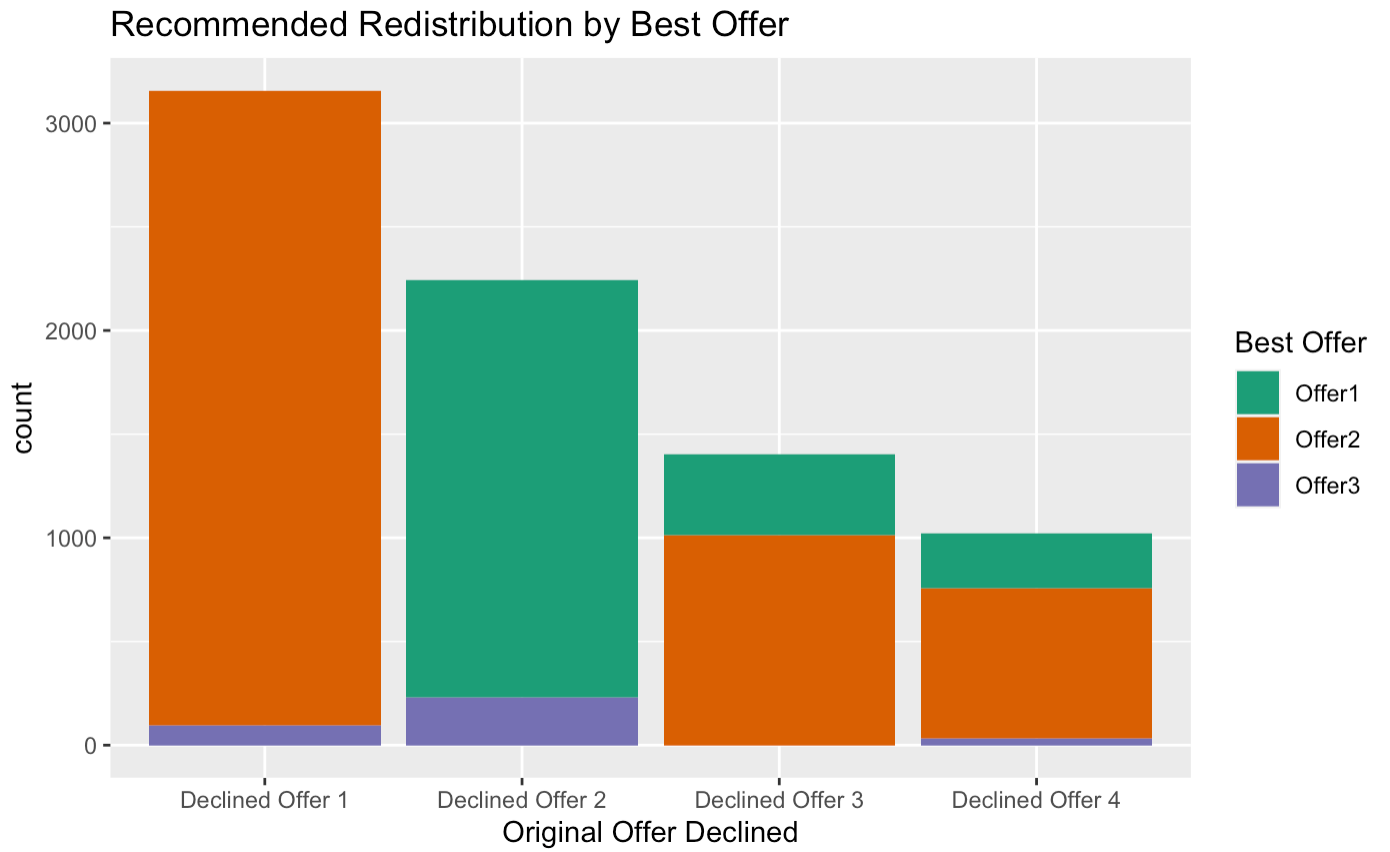 Recommended Redistribution by Best Offer
3000
2000
1000
0
count
Declined Offer 1
Declined Offer 2
Declined Offer 3
Declined Offer 4
Original Offer Declined
Best Offer
Offer1
Offer2
Offer3